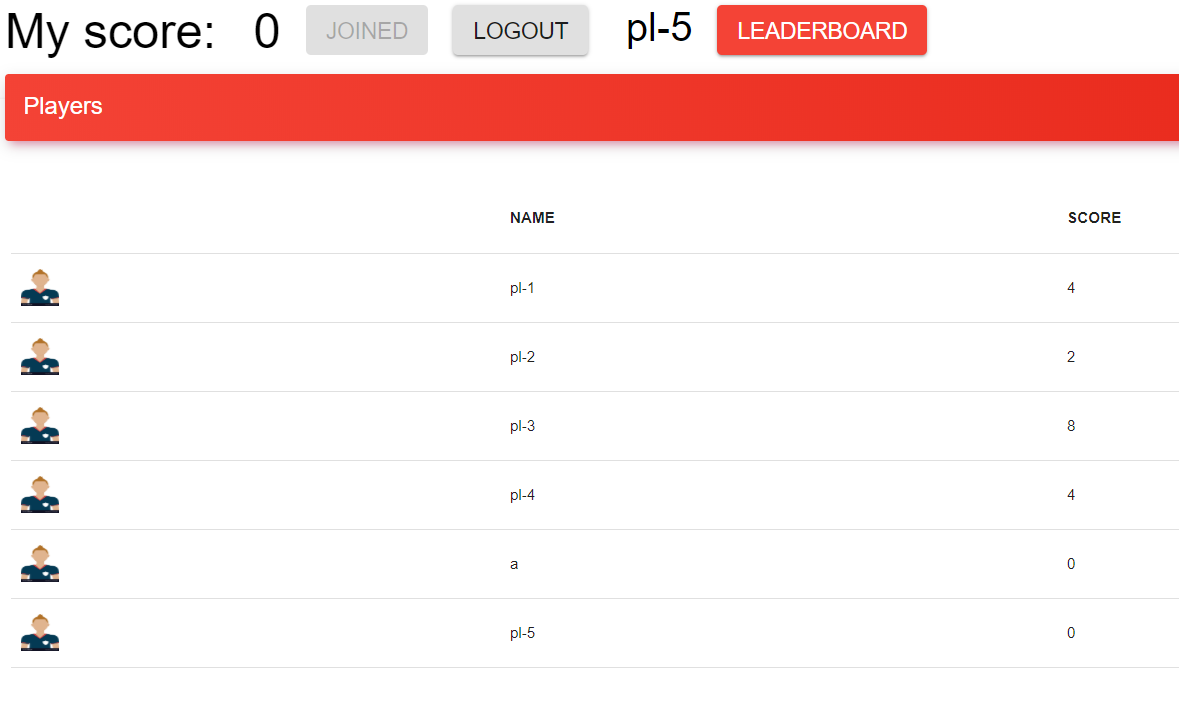 My score: 0 JOINED LOGOUT pl-5 LEADERBOARD
Players
NAME SCORE
pl-1 4
pl-2 2
pl-3 8
pl-4 4
a 0
pl-5 0